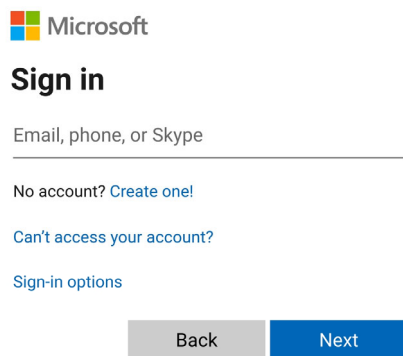 Microsoft
Sign in
Email, phone, or Skype
No account? Create one!
Can't access your account?
Sign-in options
Back Next